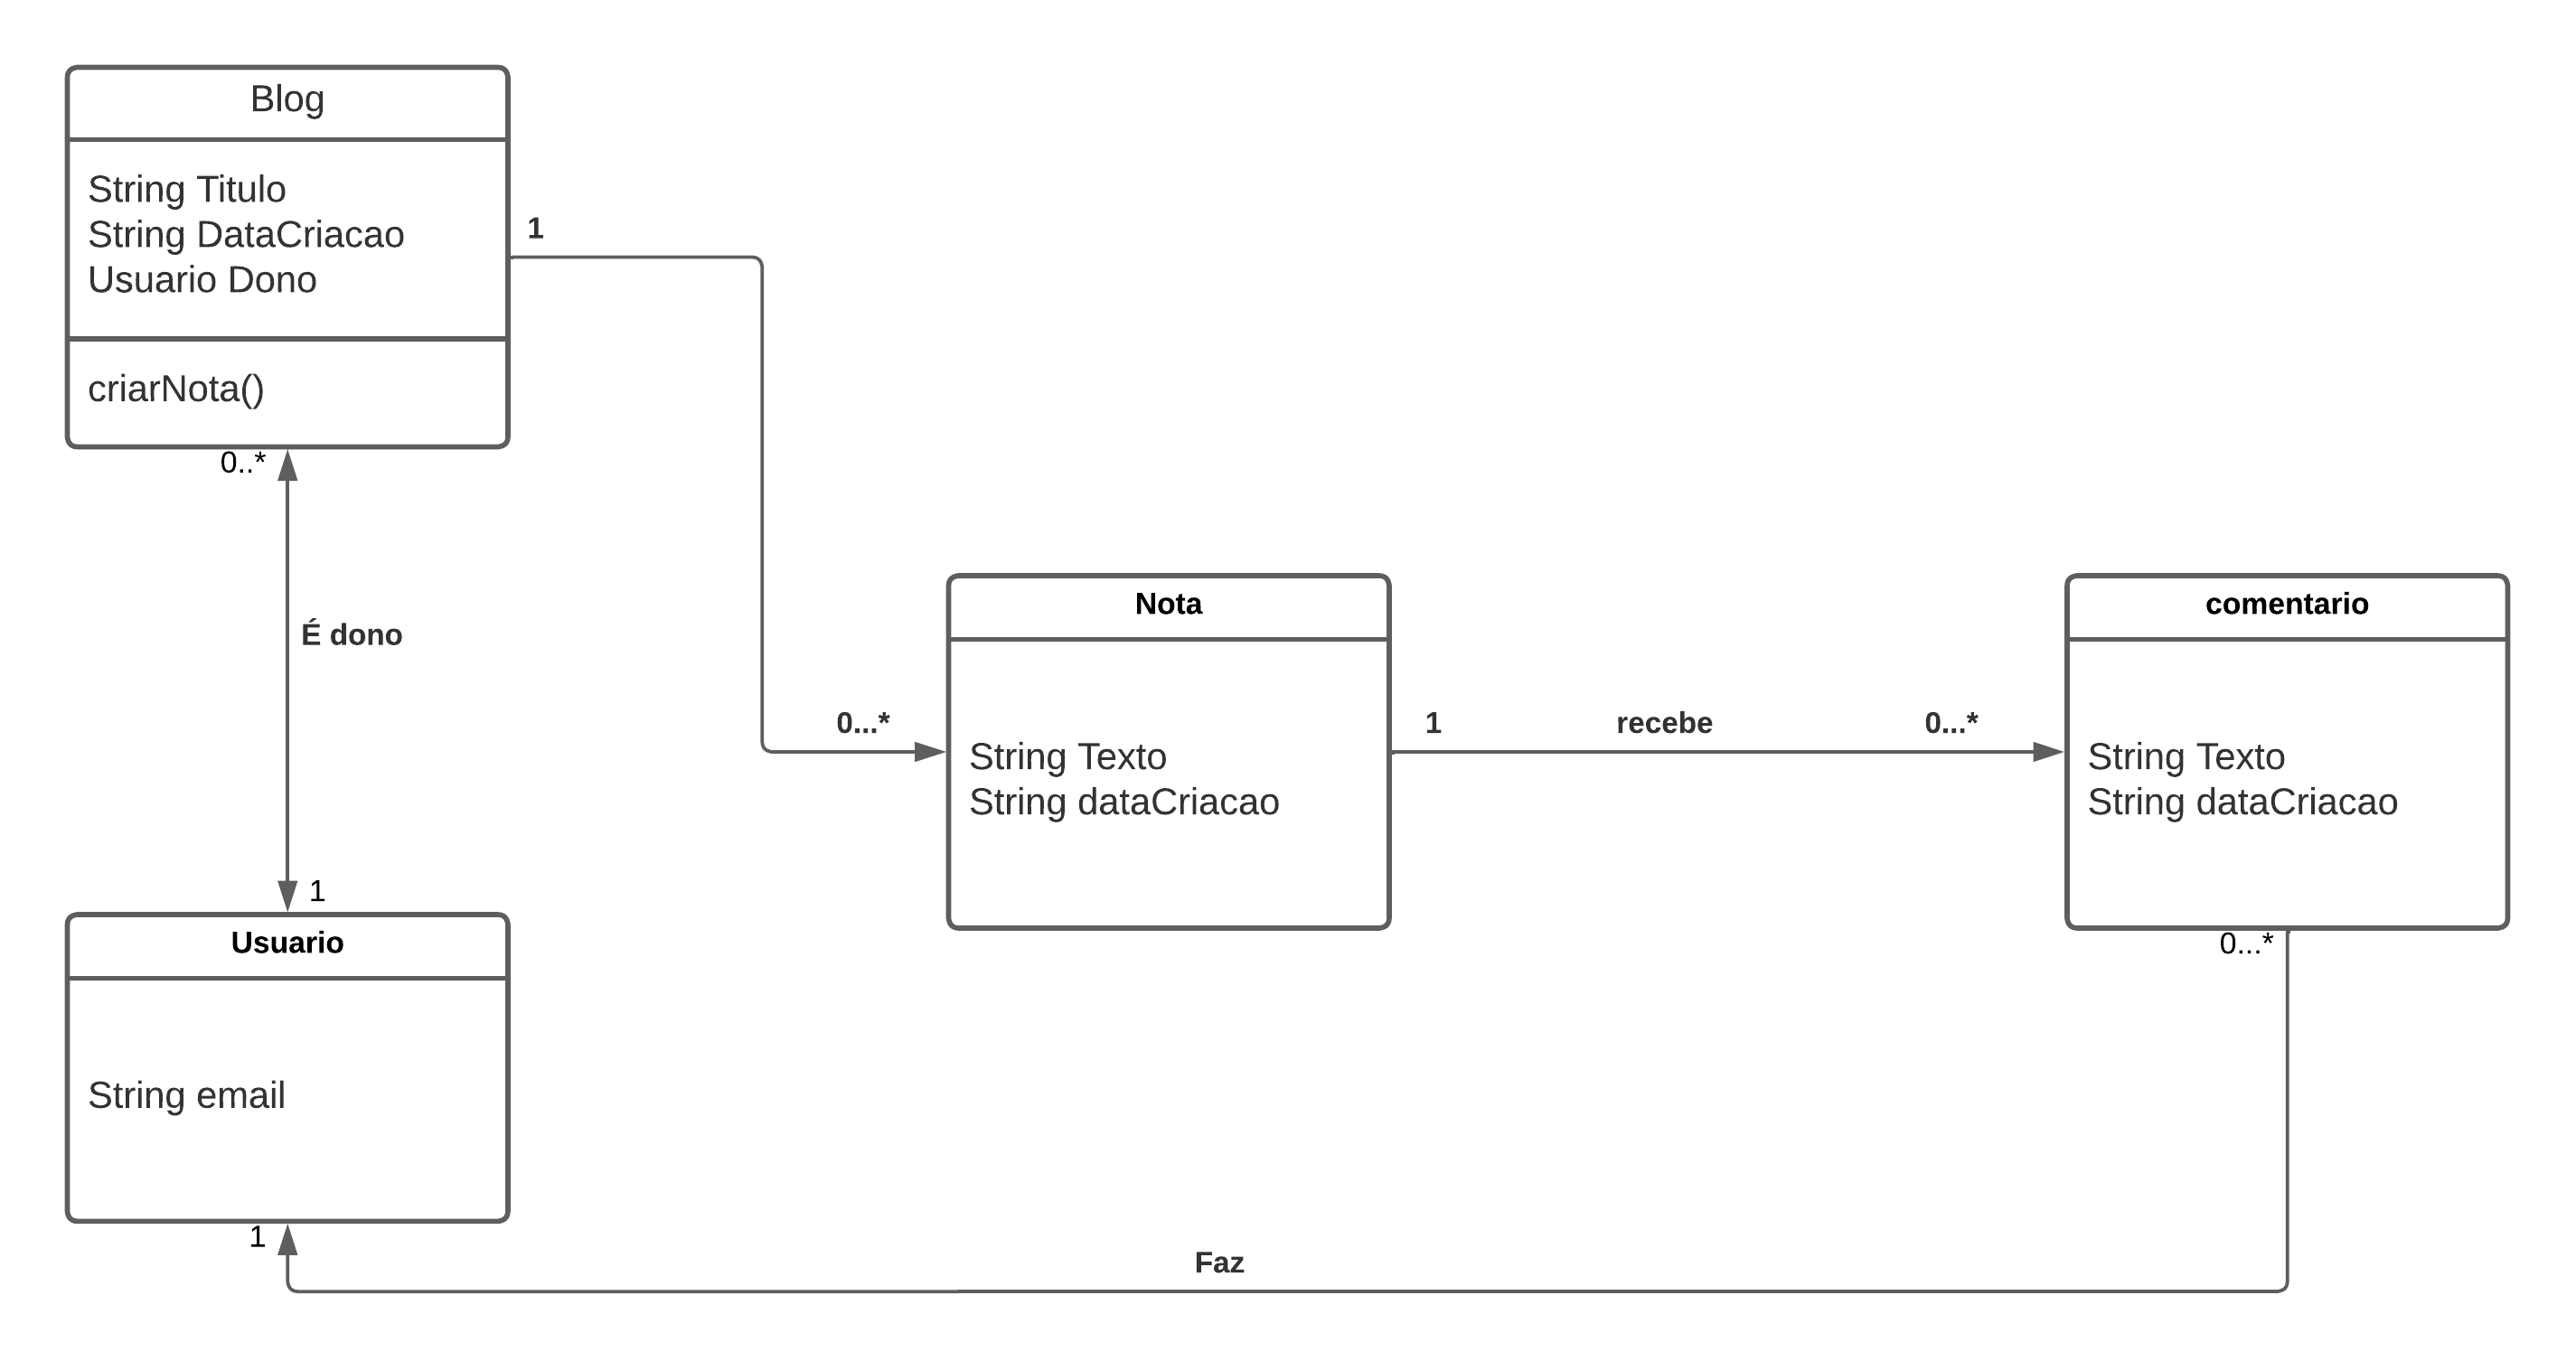 Blog
String Titulo
String DataCriacao
Usuario Dono
criarNota()
1
0..*
É dono
1
0...*
Nota
String Texto
String dataCriacao
1
recebe
0...*
comentario
String Texto
String dataCriacao
0...*
Usuario
String email
1
Faz